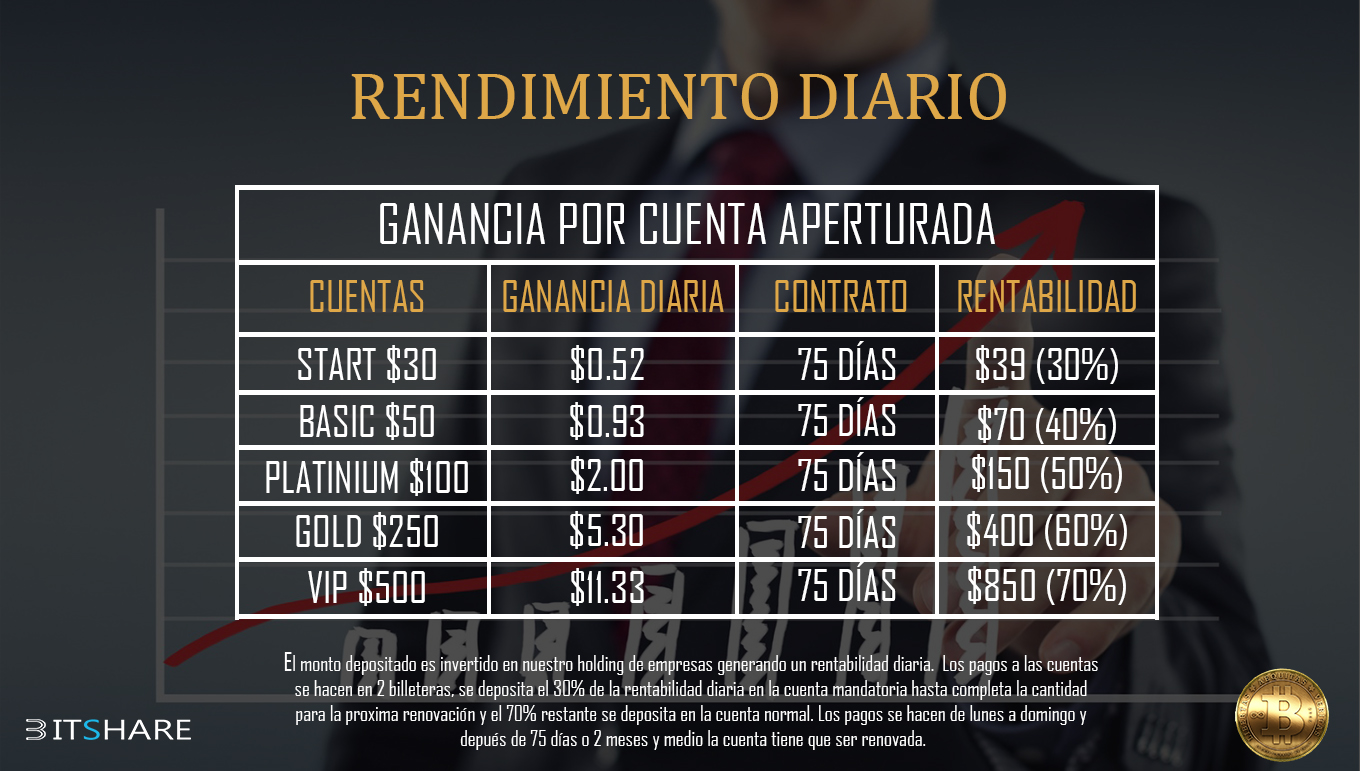 RENDIMIENTO DIARIO
GANANCIA POR CUENTA APERTURADA
CUENTAS GANANCIA DIARIA CONTRATO RENTABILIDAD
START $30 $0.52 75 DÍAS $39 (30%)
BASIC $50 $0.93 75 DÍAS $70 (40%)
PLATINIUM $100 $2.00 75 DÍAS $150 (50%)
GOLD $250 $5.30 75 DÍAS $400 (60%)
VIP $500 $11.33 75 DÍAS $850 (70%)
El monto depositado es invertido en nuestro holding de empresas generando un rentabilidad diaria. Los pagos a las cuentas
se hacen en 2 billeteras, se deposita el 30% de la rentabilidad diaria en la cuenta mandatoria hasta completa la cantidad
para la proxima renovación y el 70% restante se deposita en la cuenta normal. Los pagos se hacen de lunes a domingo y
depués de 75 días o 2 meses y medio la cuenta tiene que ser renovada.
BITSHARE